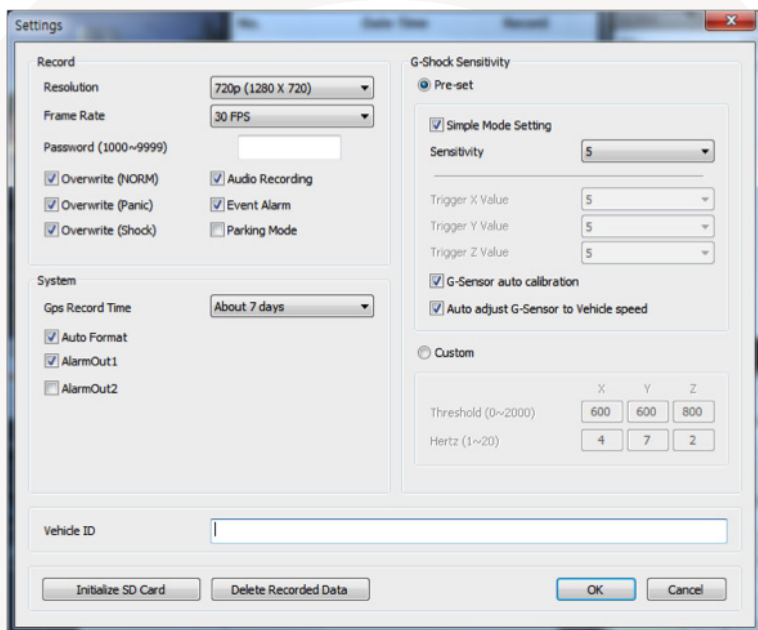 Settings
No.
Date Time
Record
Record
Resolution
720p (1280 X 720)
Frame Rate
30 FPS
Password (1000~9999)
Overwrite (NORM)
Audio Recording
Overwrite (Panic)
Event Alarm
Overwrite (Shock)
Parking Mode
System
Gps Record Time
About 7 days
Auto Format
AlarmOut1
AlarmOut2
G-Shock Sensitivity
Pre-set
Simple Mode Setting
Sensitivity
5
Trigger X Value
5
Trigger Y Value
5
Trigger Z Value
5
G-Sensor auto calibration
Auto adjust G-Sensor to Vehicle speed
Custom
X Y Z
Threshold (0~2000) 600 600 800
Hertz (1~20) 4 7 2
Vehicle ID
Initialize SD Card
Delete Recorded Data
OK
Cancel